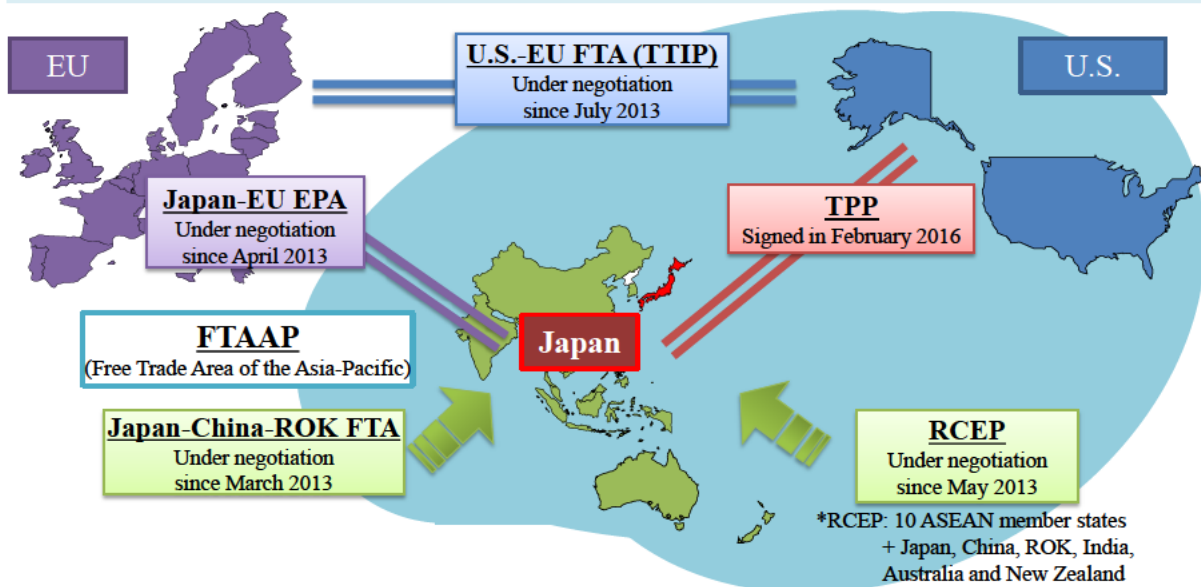 EU
U.S.-EU FTA (TTIP)
Under negotiation
since July 2013
U.S.
Japan-EU EPA
Under negotiation
since April 2013
TPP
Signed in February 2016
FTAAP
(Free Trade Area of the Asia-Pacific)
Japan
Japan-China-ROK FTA
Under negotiation
since March 2013
RCEP
Under negotiation
since May 2013
*RCEP: 10 ASEAN member states
+ Japan, China, ROK, India,
Australia and New Zealand